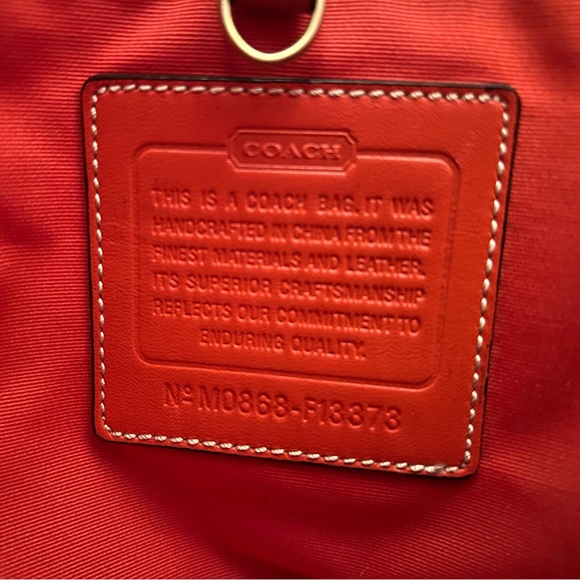 COACH
THIS IS A COACH BAG. IT WAS
HANDCRAFTED IN CHINA FROM THE
FINEST MATERIALS AND LEATHER.
ITS SUPERIOR CRAFTSMANSHIP
REFLECTS OUR COMMITMENT TO
ENDURING QUALITY.
Nº M0868-F13373